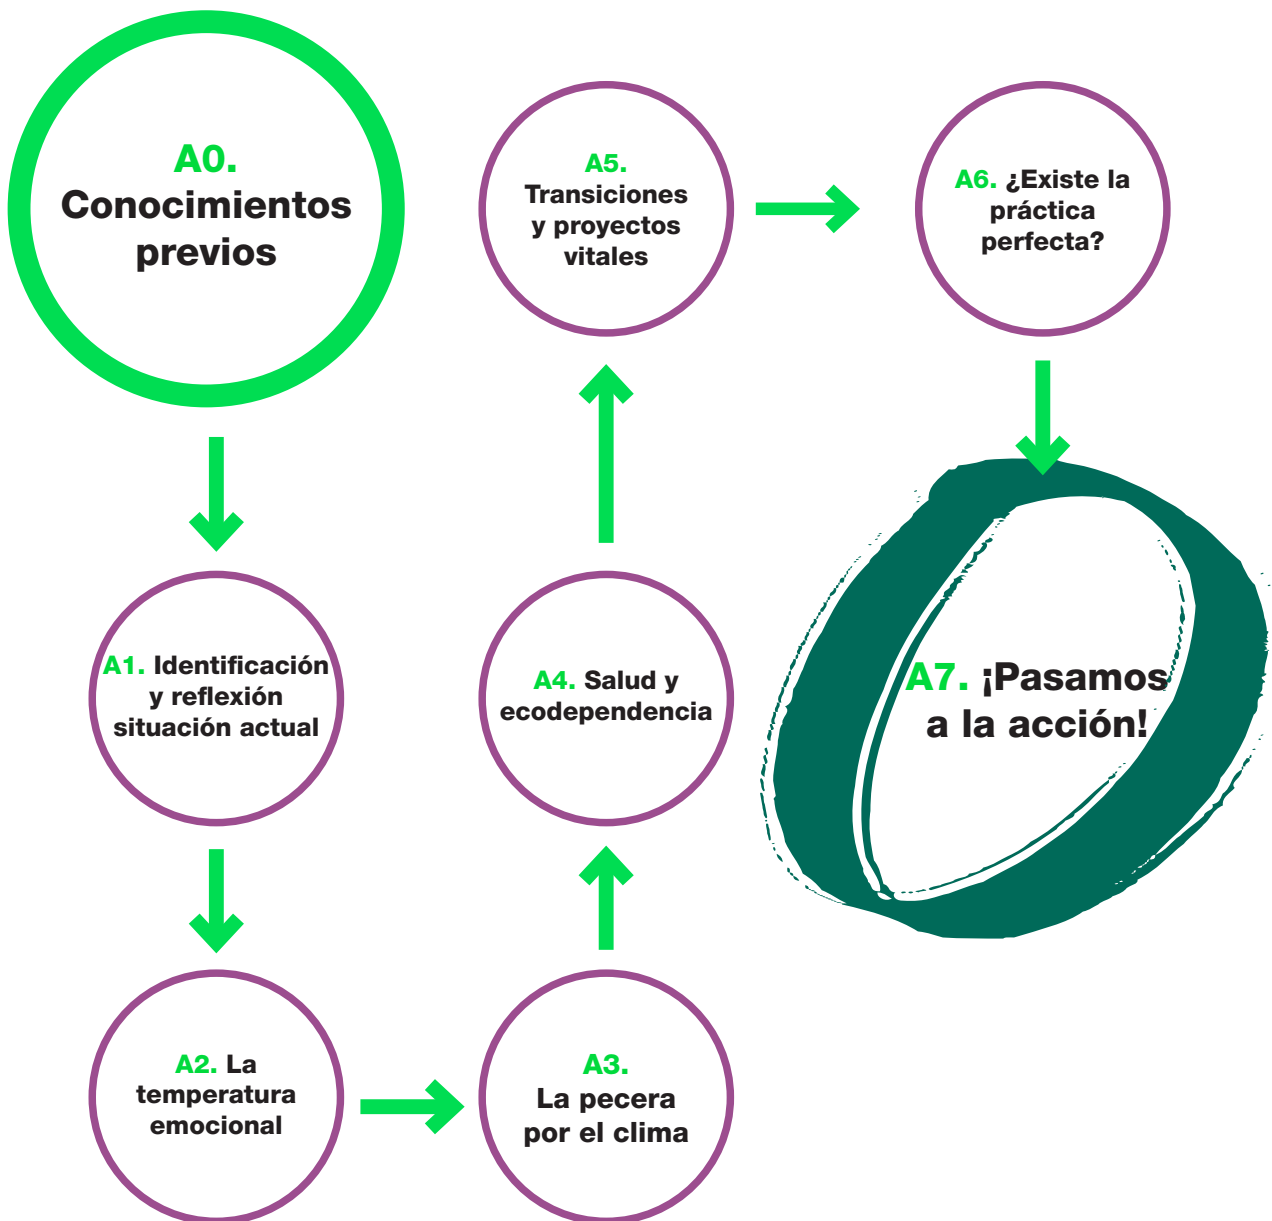 A0.
Conocimientos
previos
A1. Identificación
y reflexión
situación actual
A2. La
temperatura
emocional
A3.
La pecera
por el clima
A4. Salud y
ecodependencia
A5.
Transiciones
y proyectos
vitales
A6. ¿Existe la
práctica
perfecta?
A7. ¡Pasamos
a la acción!